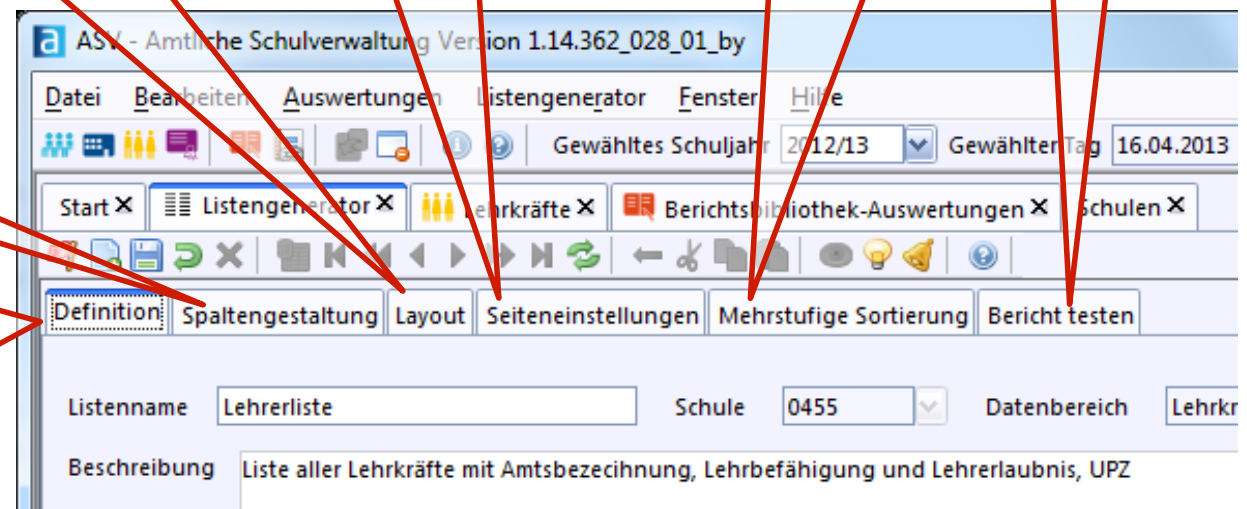 a ASV - Amtliche Schulverwaltung Version 1.14.362_028_01_by
Datei Bearbeiten Auswertungen Listengenerator Fenster Hilfe
Gewähltes Schuljahr 2012/13 Gewählter Tag 16.04.2013
Start Listengenerator Lehrkräfte Berichtsbibliothek-Auswertungen Schulen
Definition Spaltengestaltung Layout Seiteneinstellungen Mehrstufige Sortierung Bericht testen
Listenname Lehrerliste Schule 0455 Datenbereich Lehrkr
Beschreibung Liste aller Lehrkräfte mit Amtsbezecihnung, Lehrbefähigung und Lehrerlaubnis, UPZ